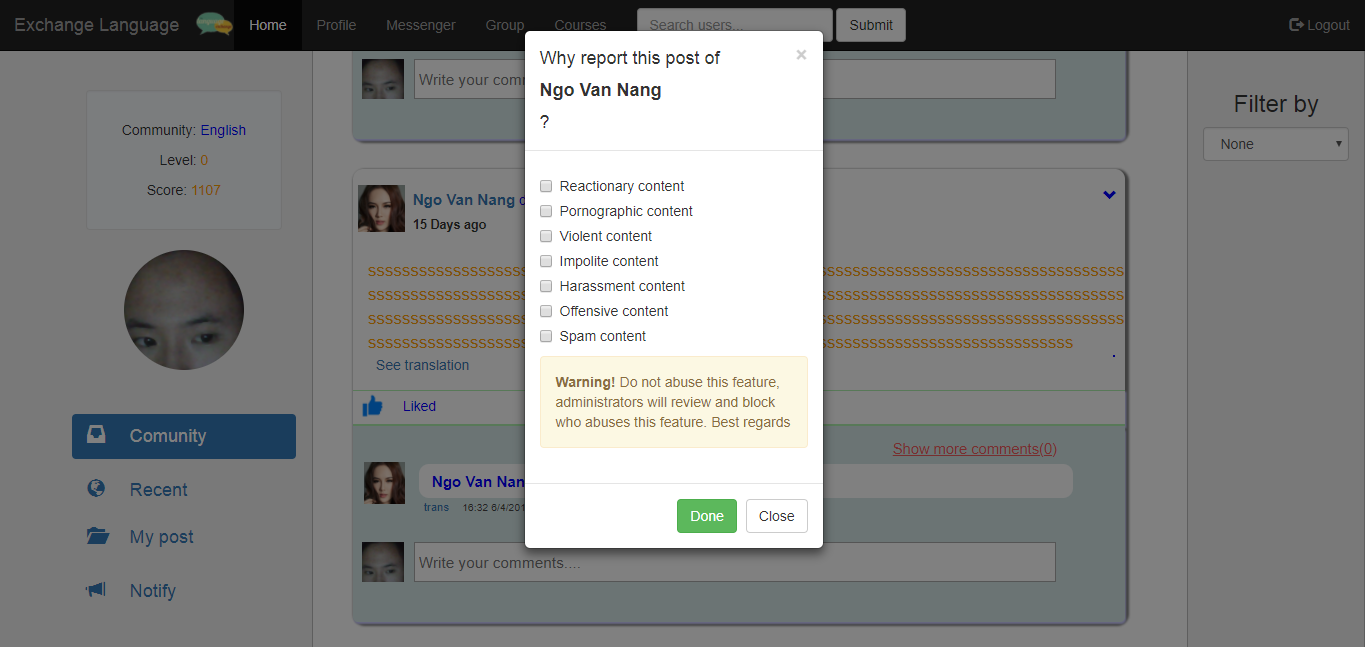 Exchange Language
Home
Profile
Messenger
Group
Courses
Search users...
Submit
Logout
Community: English
Level: 0
Score: 1107
Comunity
Recent
My post
Notify
Write your
Ngo Van Nang
15 Days ago
See translation
Liked
Show more comments(0)
Ngo Van
trans 16:32
Write your comments....
Why report this post of
×
Ngo Van Nang
?
Reactionary content
Pornographic content
Violent content
Impolite content
Harassment content
Offensive content
Spam content
Warning! Do not abuse this feature,
administrators will review and block
who abuses this feature. Best regards
Done
Close
Filter by
None